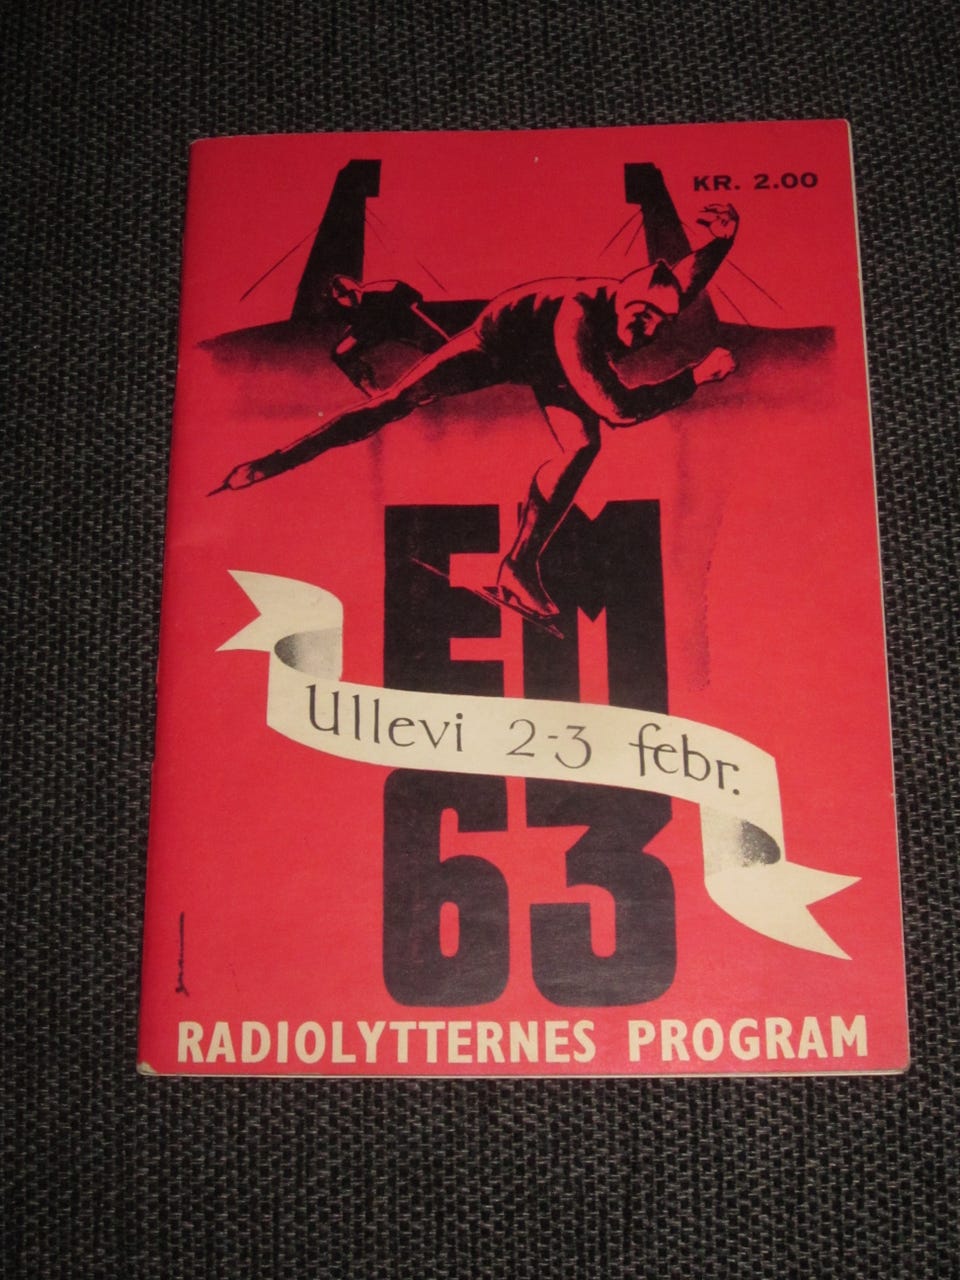 KR. 2.00
EM
Ullevi 2-3 febr.
63
RADIOLYTTERNES PROGRAM